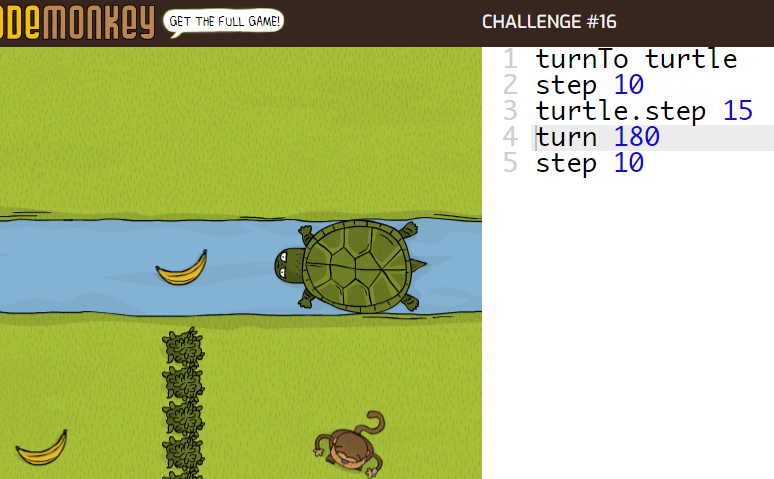 ODEMONKEY
GET THE FULL GAME!
CHALLENGE #16
1 turnTo turtle
2 step 10
3 turtle.step 15
4 turn 180
5 step 10